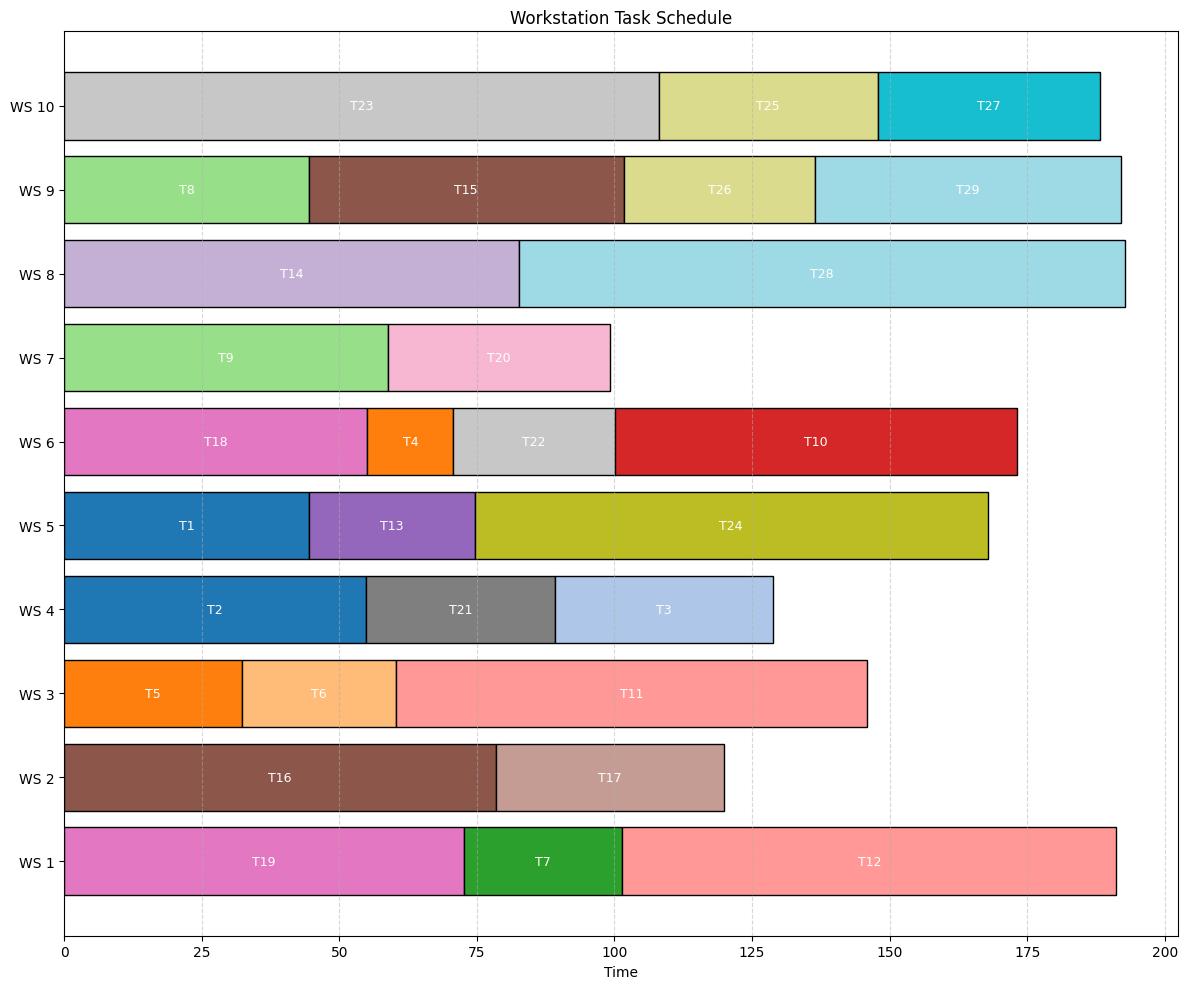 Workstation Task Schedule
WS 10 T23 T25 T27
WS 9 T8 T15 T26 T29
WS 8 T14 T28
WS 7 T9 T20
WS 6 T18 T4 T22 T10
WS 5 T1 T13 T24
WS 4 T2 T21 T3
WS 3 T5 T6 T11
WS 2 T16 T17
WS 1 T19 T7 T12
0 25 50 75 100 125 150 175 200
Time